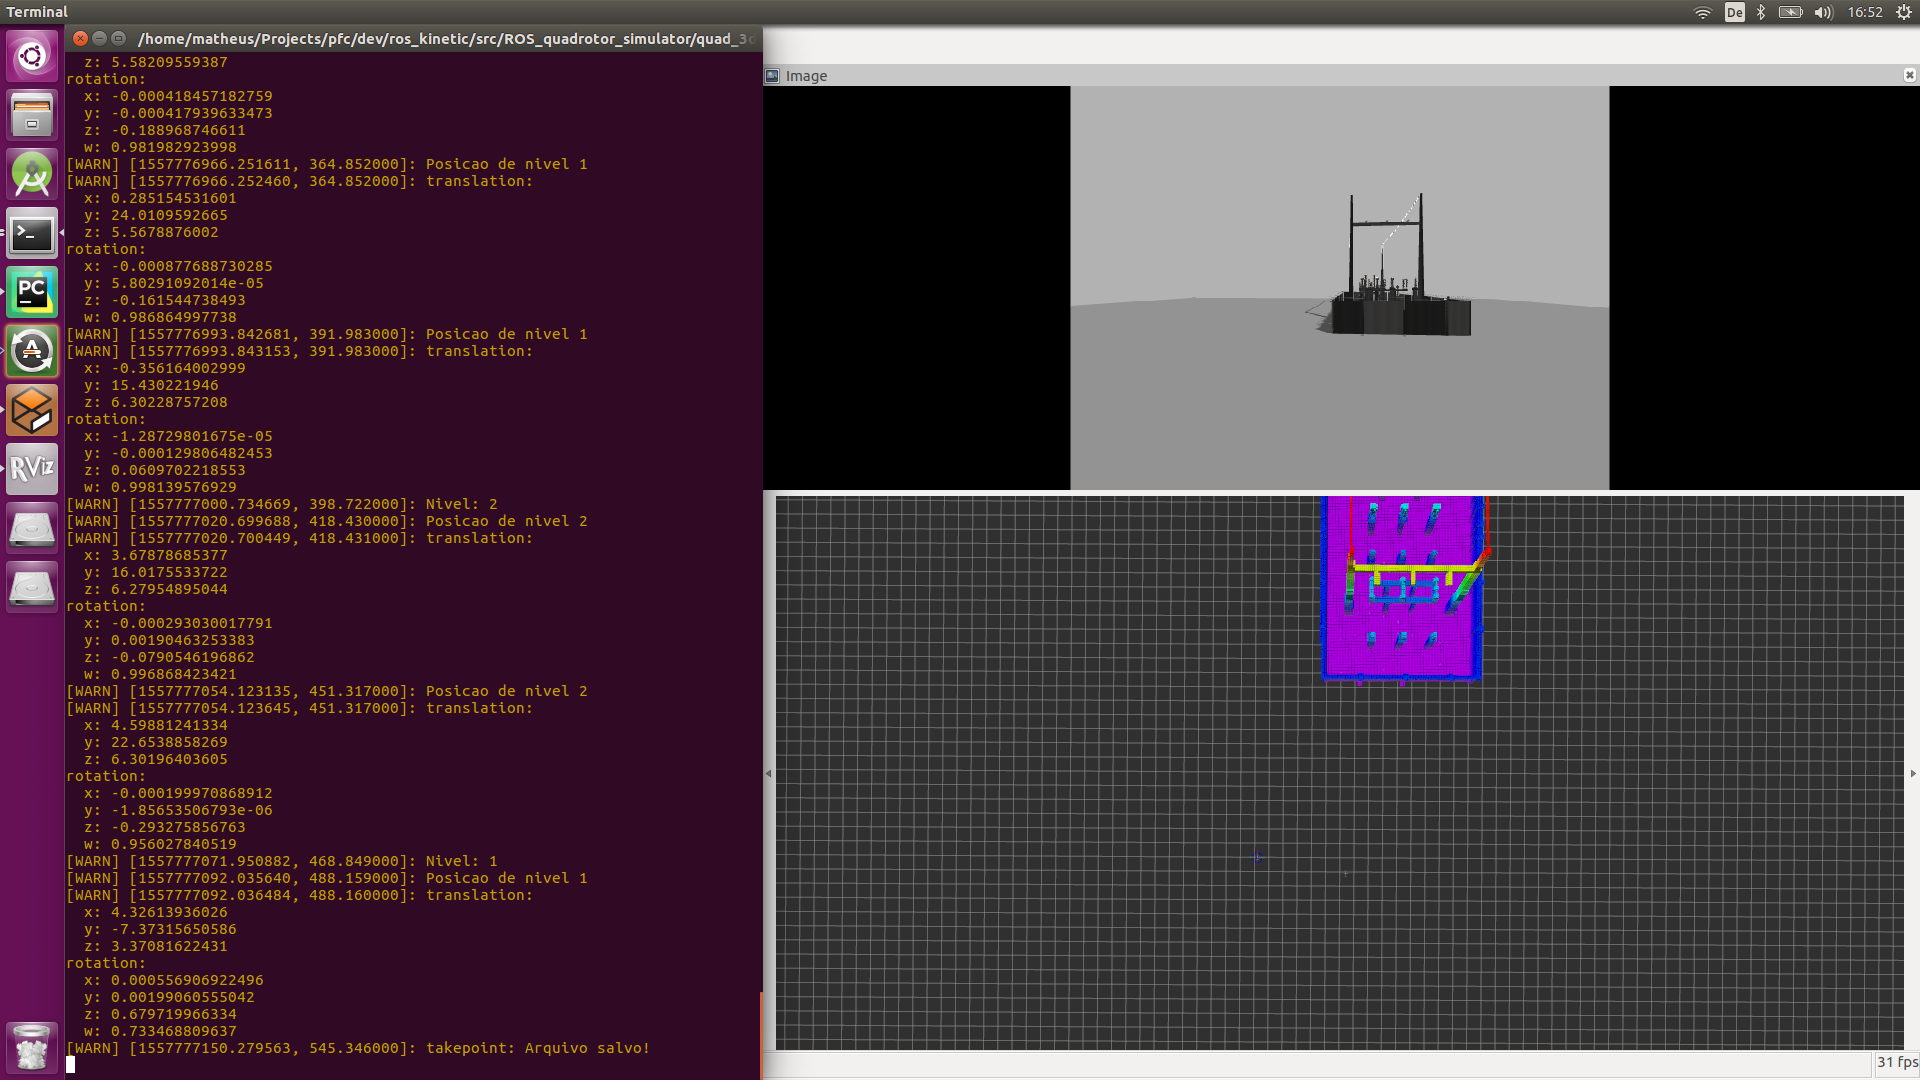 Terminal
De
16:52
/home/matheus/Projects/pfc/dev/ros_kinetic/src/ROS_quadrotor_simulator/quad_3d
z: 5.58209559387
rotation:
x: -0.000418457182759
y: -0.000417939633473
z: -0.188968746611
w: 0.981982923998
[WARN] [1557776966.251611, 364.852000]: Posicao de nivel 1
[WARN] [1557776966.252460, 364.852000]: translation:
x: 0.285154531601
y: 24.0109592665
z: 5.5678876002
rotation:
x: -0.000877688730285
y: 5.80291092014e-05
z: -0.161544738493
w: 0.986864997738
[WARN] [1557776993.842681, 391.983000]: Posicao de nivel 1
[WARN] [1557776993.843153, 391.983000]: translation:
x: -0.356164002999
y: 15.430221946
z: 6.30228757208
rotation:
x: -1.28729801675e-05
y: -0.000129806482453
z: 0.0609702218553
w: 0.998139576929
[WARN] [1557777000.734669, 398.722000]: Nivel: 2
[WARN] [1557777020.699688, 418.430000]: Posicao de nivel 2
[WARN] [1557777020.700449, 418.431000]: translation:
x: 3.67878685377
y: 16.0175533722
z: 6.27954895044
rotation:
x: -0.000293030017791
y: 0.00190463253383
z: -0.0790546196862
w: 0.996868423421
[WARN] [1557777054.123135, 451.317000]: Posicao de nivel 2
[WARN] [1557777054.123645, 451.317000]: translation:
x: 4.59881241334
y: 22.6538858269
z: 6.30196403605
rotation:
x: -0.000199970868912
y: -1.85653506793e-06
z: -0.293275856763
w: 0.956027840519
[WARN] [1557777071.950882, 468.849000]: Nivel: 1
[WARN] [1557777092.035640, 488.159000]: Posicao de nivel 1
[WARN] [1557777092.036484, 488.160000]: translation:
x: 4.32613936026
y: -7.37315650586
z: 3.37081622431
rotation:
x: 0.000556906922496
y: 0.00199060555042
z: 0.679719966334
w: 0.733468809637
[WARN] [1557777150.279563, 545.346000]: takepoint: Arquivo salvo!
PC
RViz
Image
31 fps